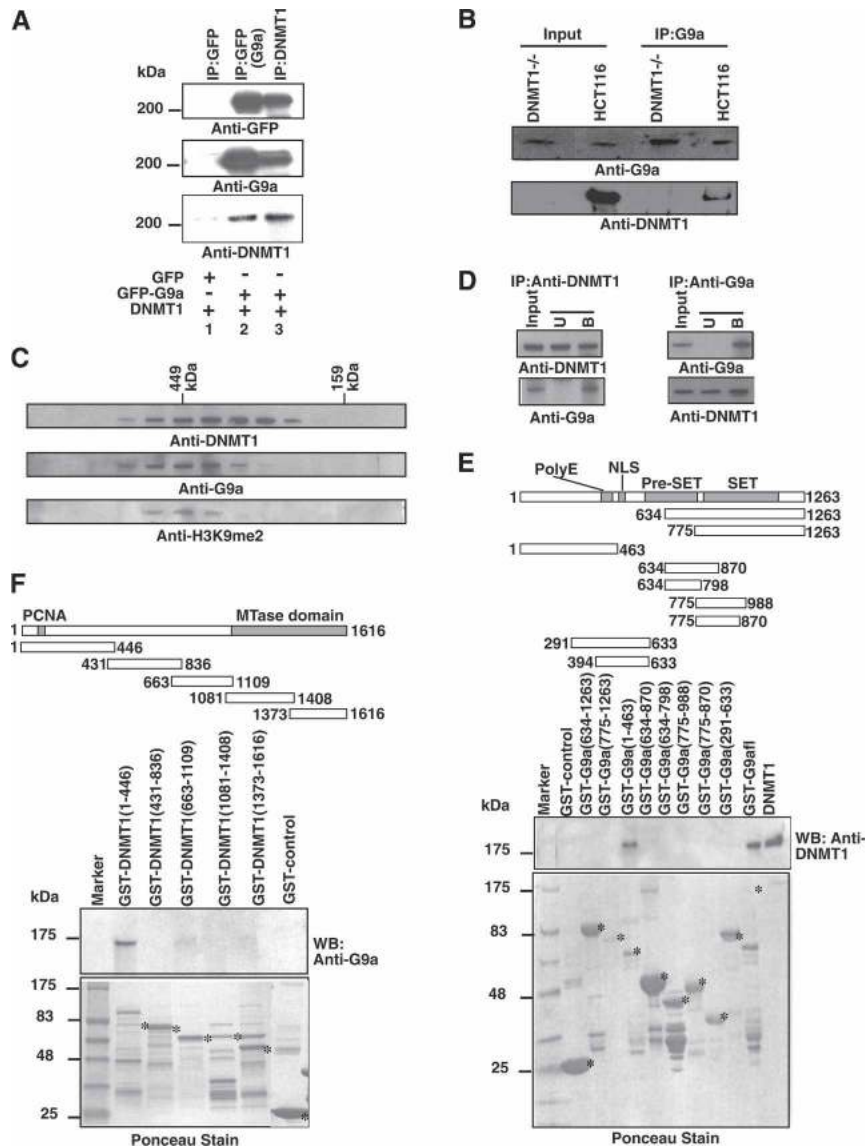 A
kDa
IP:GFP
IP:GFP
(G9a)
IP:DNMT1
200
Anti-GFP
200
Anti-G9a
200
Anti-DNMT1
GFP + - -
GFP-G9a - + +
DNMT1 + + +
1 2 3
B
Input IP:G9a
DNMT1-/-
HCT116
DNMT1-/-
HCT116
Anti-G9a
Anti-DNMT1
C
449
kDa
159
kDa
Anti-DNMT1
Anti-G9a
Anti-H3K9me2
D
IP:Anti-DNMT1
Input
U
B
Anti-DNMT1
Anti-G9a
IP:Anti-G9a
Input
U
B
Anti-G9a
Anti-DNMT1
E
PolyE NLS
Pre-SET SET
1 1263
634 1263
775 1263
1 463
634 870
634 798
775 988
775 870
291 633
394 633
kDa
Marker
GST-control
GST-G9a(634-1263)
GST-G9a(775-1263)
GST-G9a(1-463)
GST-G9a(634-870)
GST-G9a(634-798)
GST-G9a(775-988)
GST-G9a(775-870)
GST-G9a(291-633)
GST-G9afl
DNMT1
175
WB: Anti-
DNMT1
175
83
48
25
* * * * * * * * * * *
Ponceau Stain
F
PCNA MTase domain
1 1616
1 446
431 836
663 1109
1081 1408
1373 1616
kDa
Marker
GST-DNMT1(1-446)
GST-DNMT1(431-836)
GST-DNMT1(663-1109)
GST-DNMT1(1081-1408)
GST-DNMT1(1373-1616)
GST-control
175
WB:
Anti-G9a
175
83
48
25
* * * * * *
Ponceau Stain